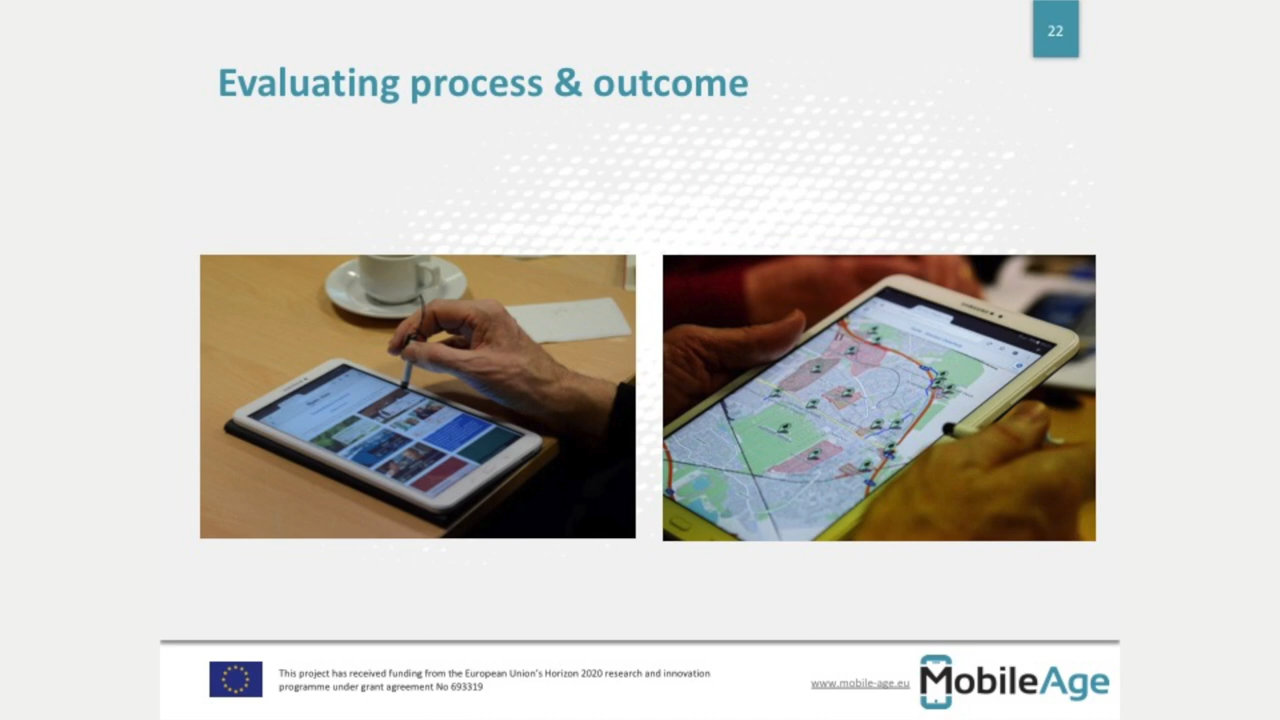 22
Evaluating process & outcome
SAMSUNG
This project has received funding from the European Union's Horizon 2020 research and innovation
programme under grant agreement No 693319
www.mobile-age.eu
MobileAge